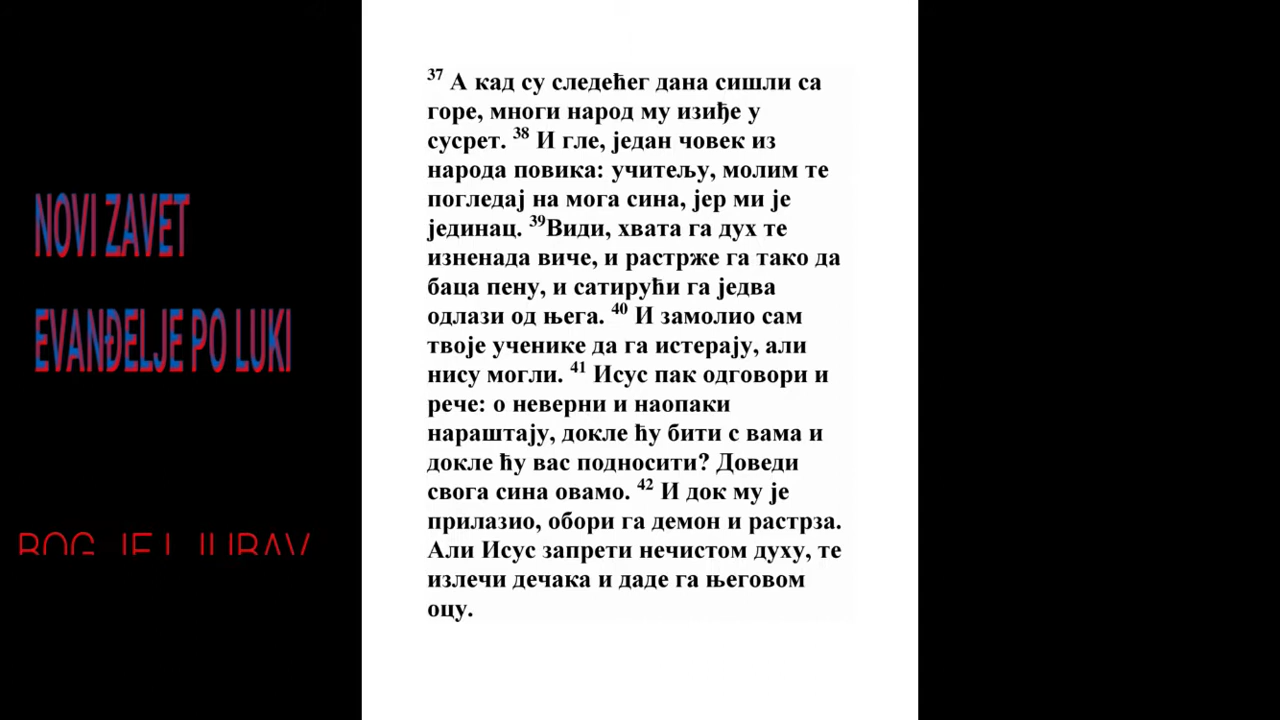 NOVI ZAVET
EVANĐELJE PO LUKI
BOG JE LJUBAV
37 А кад су следећег дана сишли са
горе, многи народ му изиђе у
сусрет. 38 И гле, један човек из
народа повика: учитељу, молим те
погледај на мога сина, јер ми је
јединац. 39Види, хвата га дух те
изненада виче, и растрже га тако да
баца пену, и сатирући га једва
одлази од њега. 40 И замолио сам
твоје ученике да га истерају, али
нису могли. 41 Исус пак одговори и
рече: о неверни и наопаки
нараштају, докле ћу бити с вама и
докле ћу вас подносити? Доведи
свога сина овамо. 42 И док му је
прилазио, обори га демон и растрза.
Али Исус запрети нечистом духу, те
излечи дечака и даде га његовом
оцу.